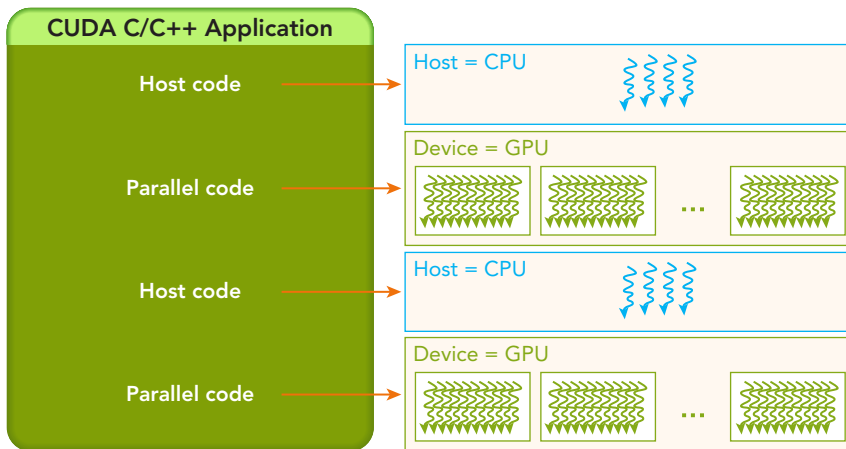 CUDA C/C++ Application
Host code
Host = CPU
Parallel code
Device = GPU
...
Host code
Host = CPU
Parallel code
Device = GPU
...